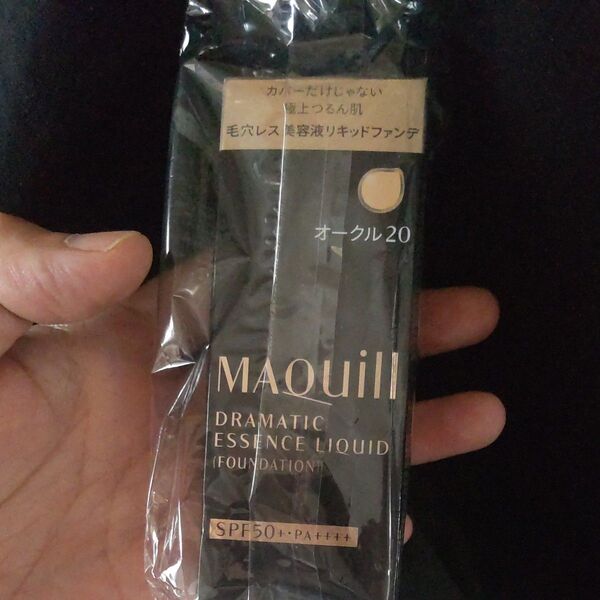 カバーだけじゃない
極上つるん肌
毛穴レス美容液リキッドファンデ
オークル20
MAQuill
DRAMATIC
ESSENCE LIQUID
(FOUNDATION)
SPF50+・PA++++